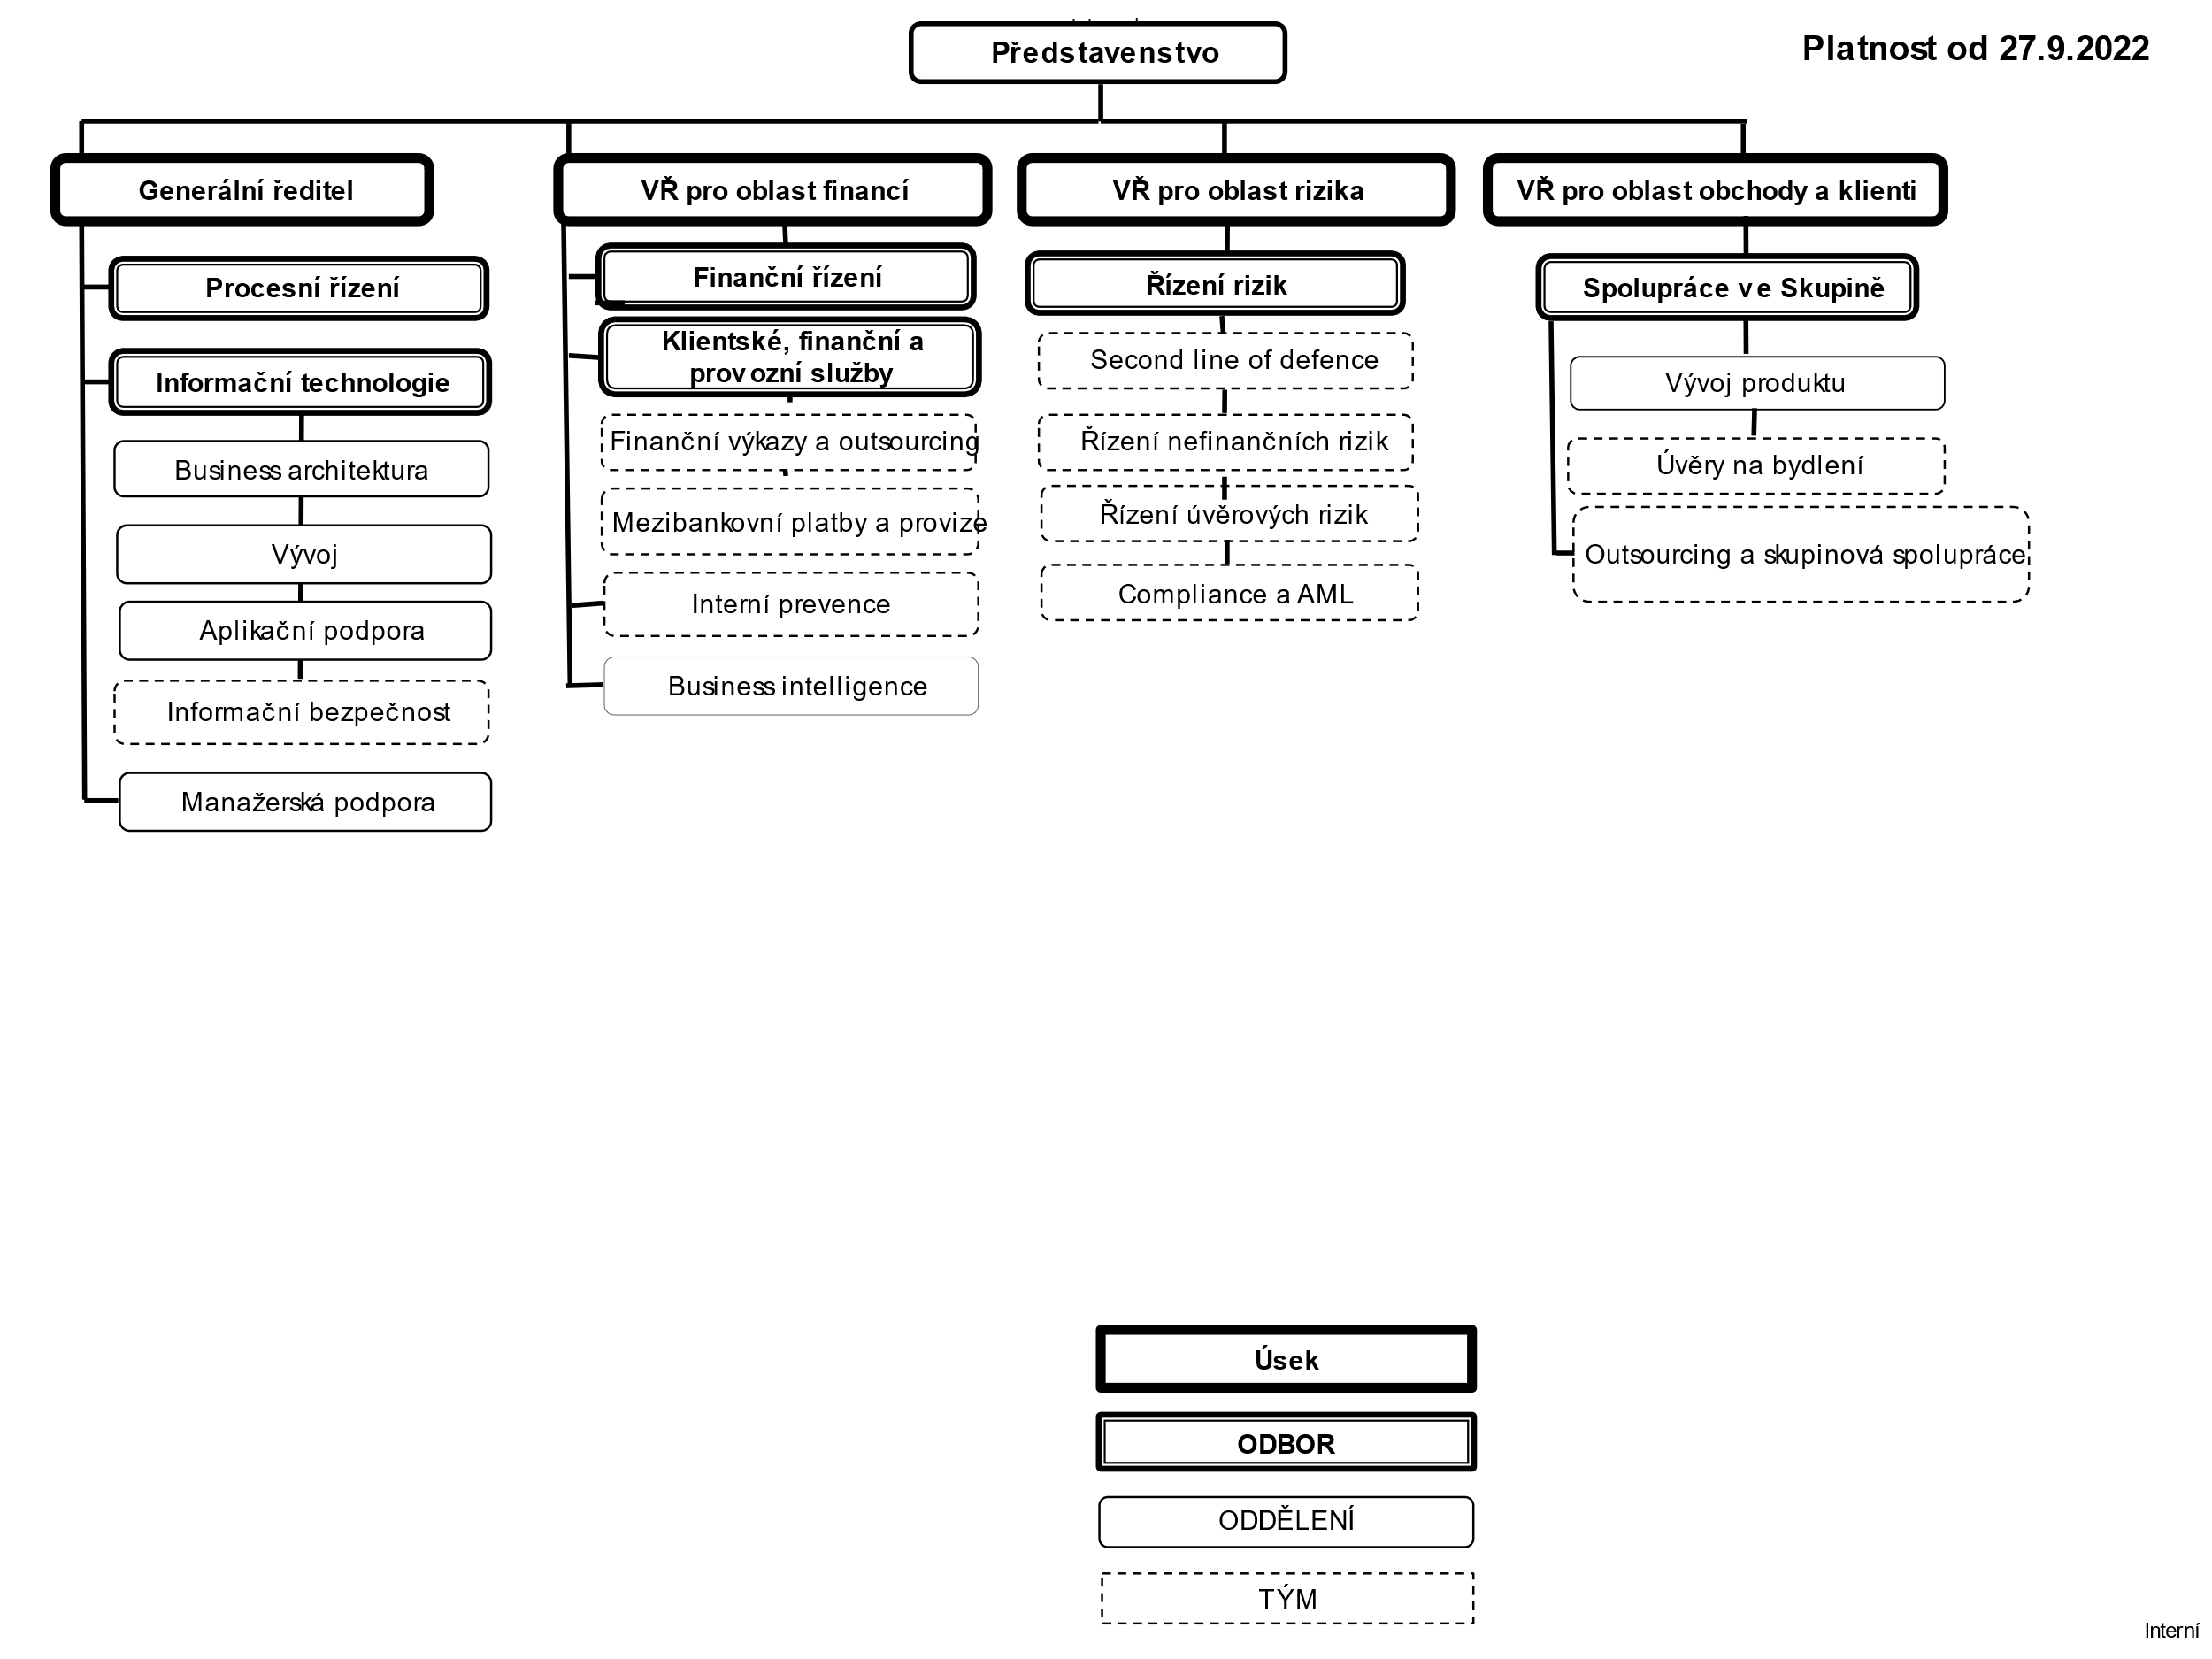 Představenstvo
Platnost od 27.9.2022
Generální ředitel
VŘ pro oblast financí
VŘ pro oblast rizika
VŘ pro oblast obchody a klienti
Procesní řízení
Informační technologie
Business architektura
Vývoj
Aplikační podpora
Informační bezpečnost
Manažerská podpora
Finanční řízení
Klientské, finanční a
provozní služby
Finanční výkazy a outsourcing
Mezibankovní platby a provize
Interní prevence
Business intelligence
Řízení rizik
Second line of defence
Řízení nefinančních rizik
Řízení úvěrových rizik
Compliance a AML
Spolupráce ve Skupině
Vývoj produktu
Úvěry na bydlení
Outsourcing a skupinová spolupráce
Úsek
ODBOR
ODDĚLENÍ
TÝM
Interní